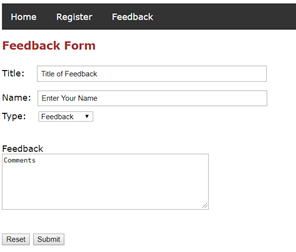 Home Register Feedback
Feedback Form
Title: Title of Feedback
Name: Enter Your Name
Type: Feedback
Feedback
Comments
Reset Submit